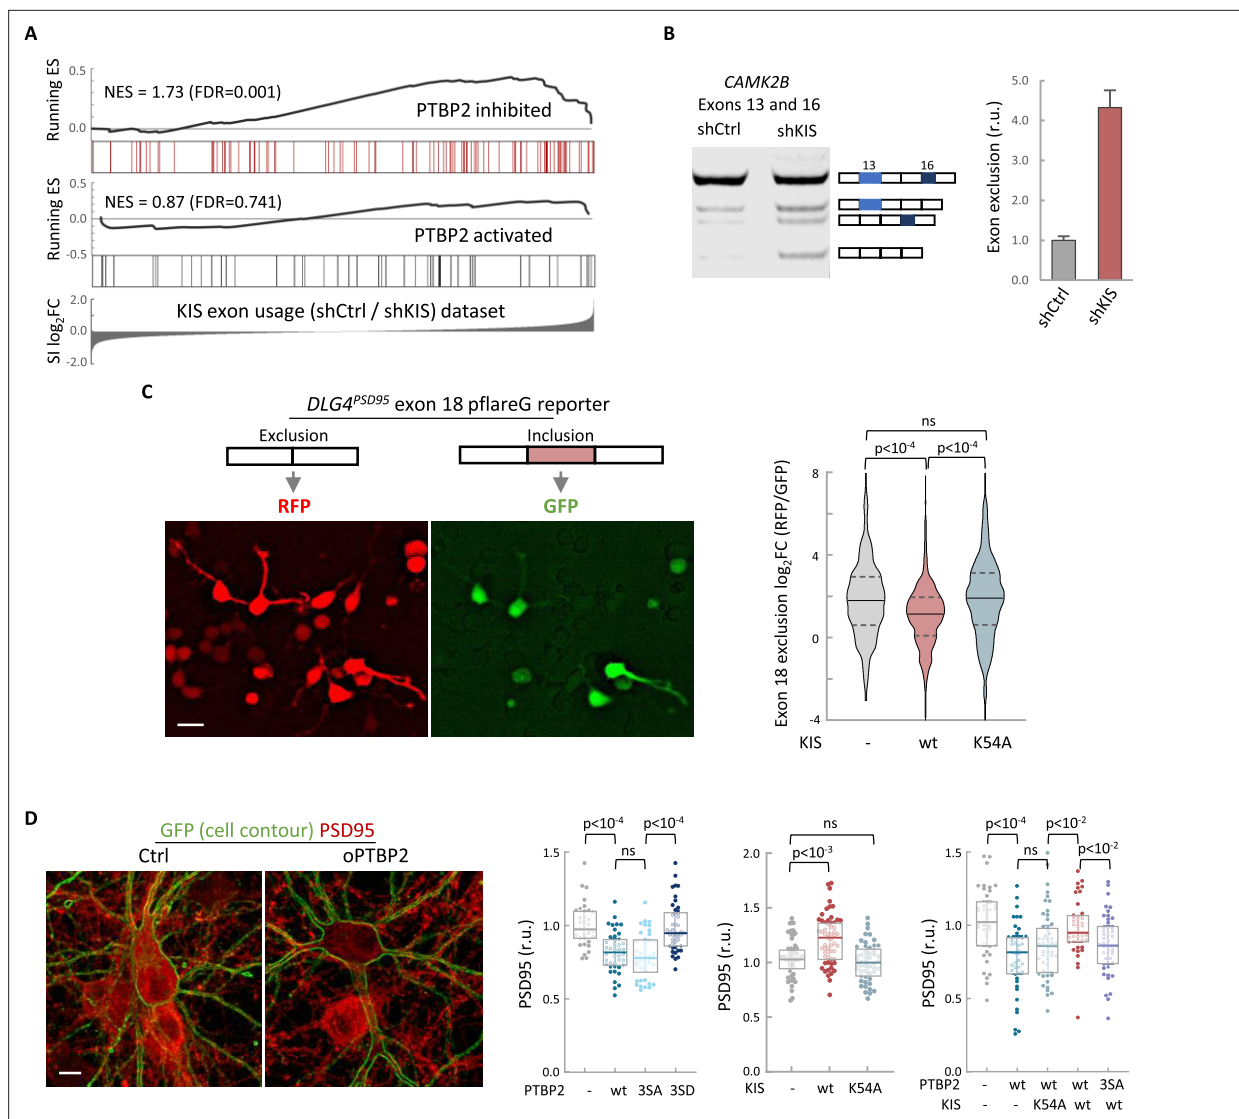 A
Running ES
0.5
0.0
NES = 1.73 (FDR=0.001)
PTBP2 inhibited
Running ES
0.5
0.0
-0.5
NES = 0.87 (FDR=0.741)
PTBP2 activated
SI log2FC
2.0
0.0
-2.0
KIS exon usage (shCtrl / shKIS) dataset
B
CAMK2B
Exons 13 and 16
shCtrl shKIS
13 16
Exon exclusion (r.u.)
5.0
4.0
3.0
2.0
1.0
0.0
shCtrl shKIS
C
DLG4PSD95 exon 18 pflareG reporter
Exclusion Inclusion
RFP GFP
ns
p<10-4 p<10-4
Exon 18 exclusion log2FC (RFP/GFP)
8
4
0
-4
KIS - wt K54A
D
GFP (cell contour) PSD95
Ctrl oPTBP2
p<10-4 p<10-4
ns
PSD95 (r.u.)
1.5
1.0
0.5
0.0
PTBP2 - wt 3SA 3SD
ns
p<10-3
PSD95 (r.u.)
2.0
1.5
1.0
0.5
0.0
KIS - wt K54A
p<10-4 p<10-2
ns p<10-2
PSD95 (r.u.)
1.5
1.0
0.5
0.0
PTBP2 - wt wt wt 3SA
KIS - - K54A wt wt